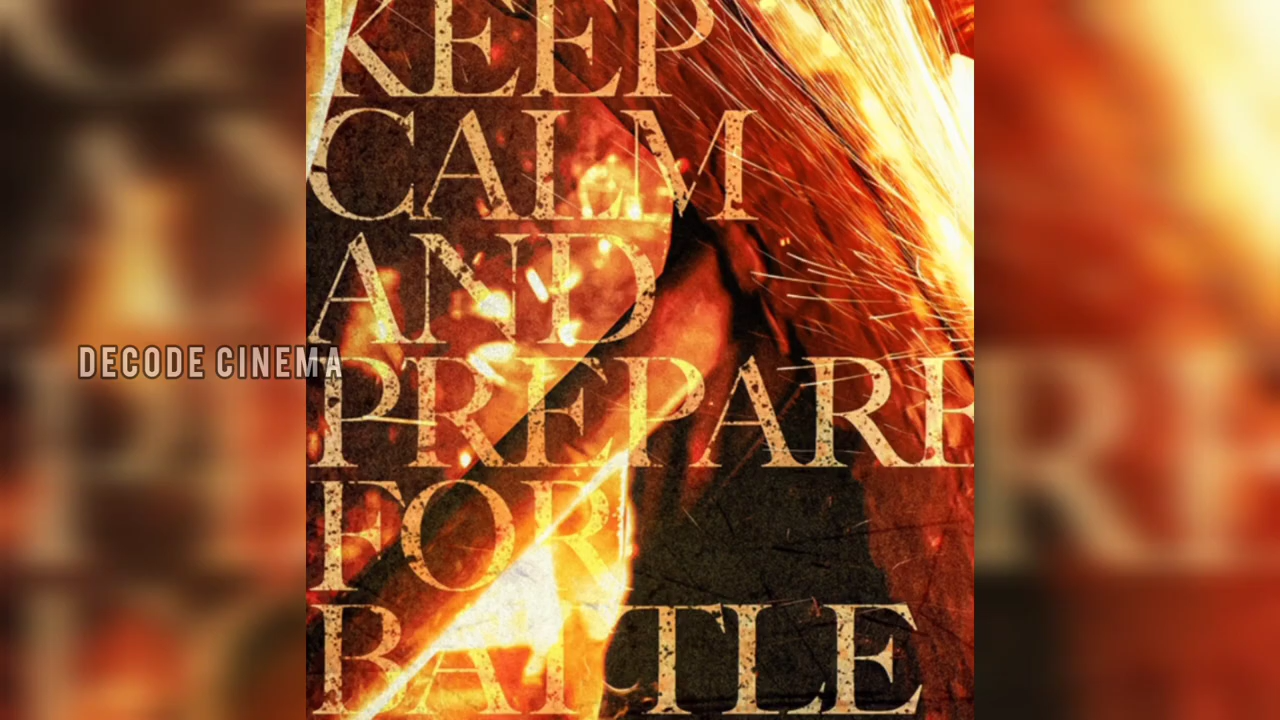 KEEP
CALM
AND
DECODE CINEMA
PREPARE
FOR
BATTLE